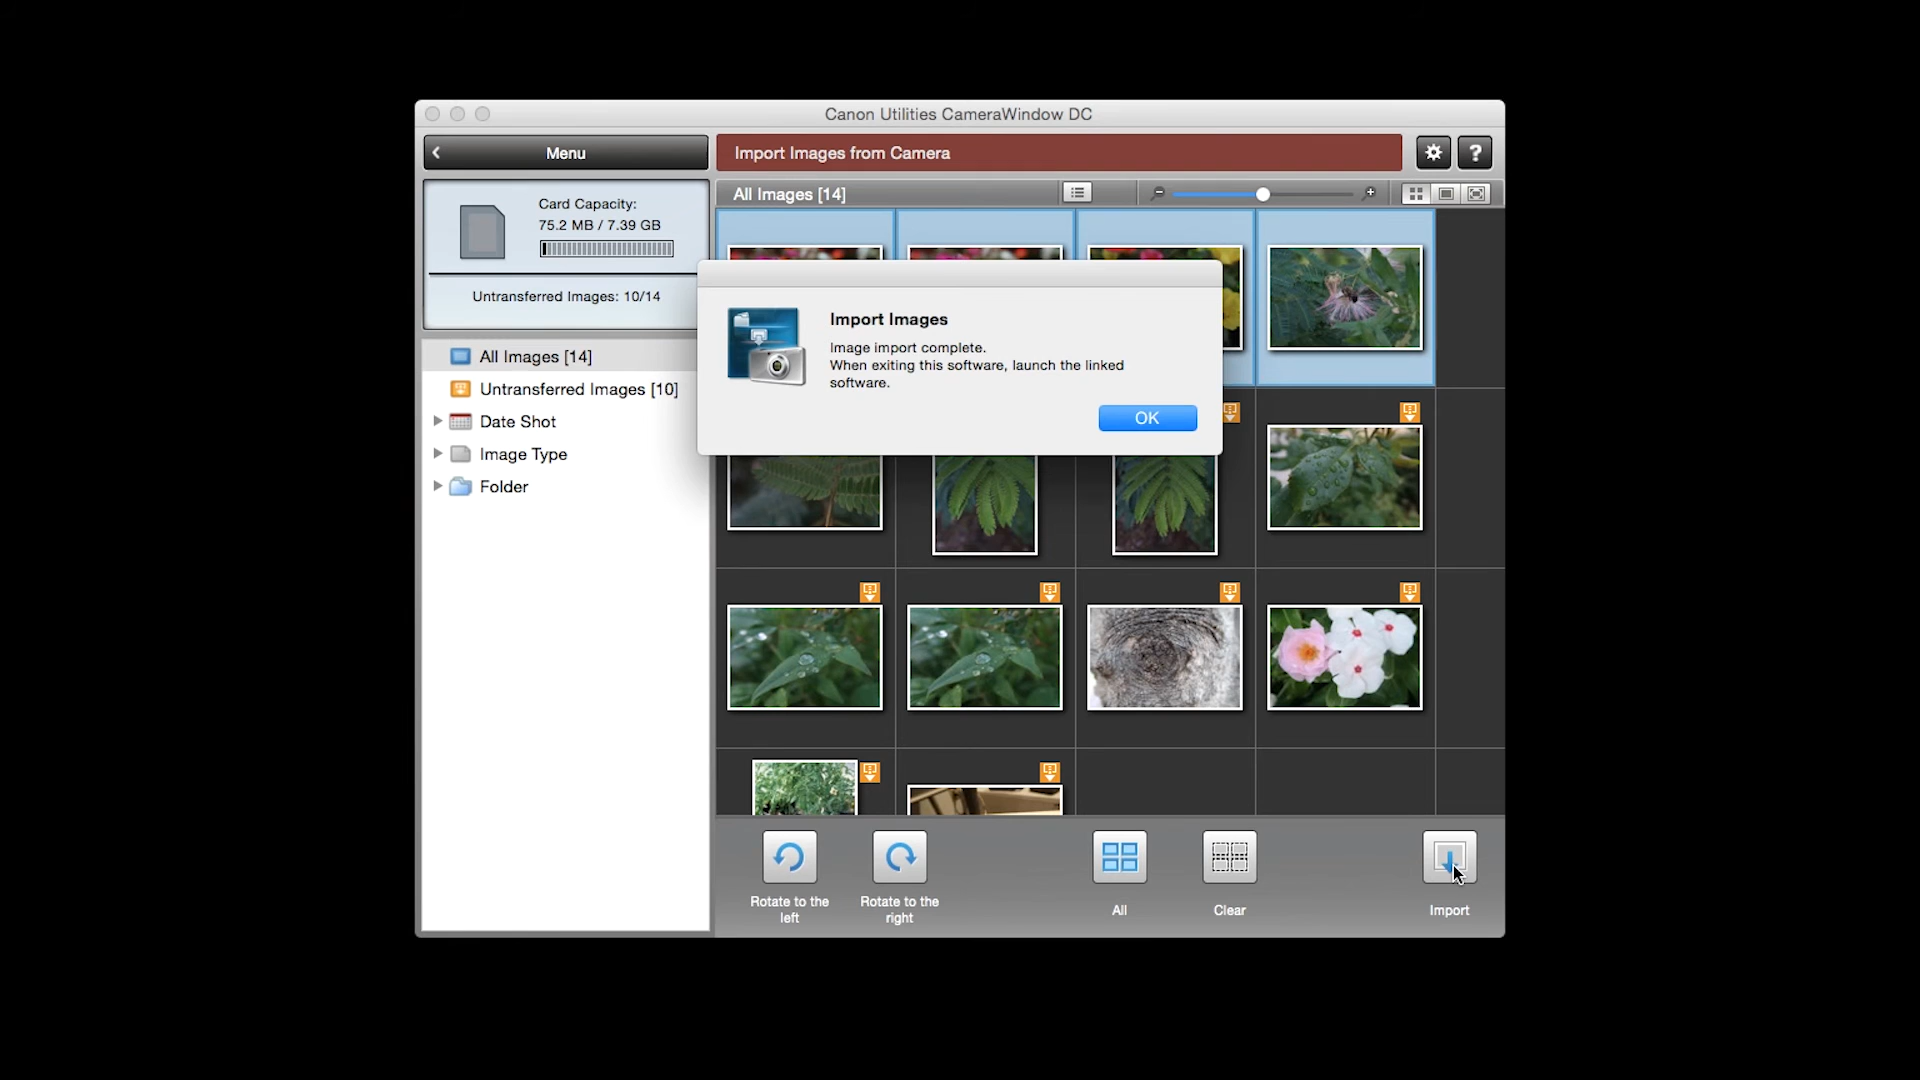 Canon Utilities CameraWindow DC
Menu
Import Images from Camera
?
Card Capacity:
75.2 MB / 7.39 GB
Untransferred Images: 10/14
All Images [14]
All Images [14]
Untransferred Images [10]
Date Shot
Image Type
Folder
Import Images
Image import complete.
When exiting this software, launch the linked
software.
OK
Rotate to the
left
Rotate to the
right
All
Clear
Import